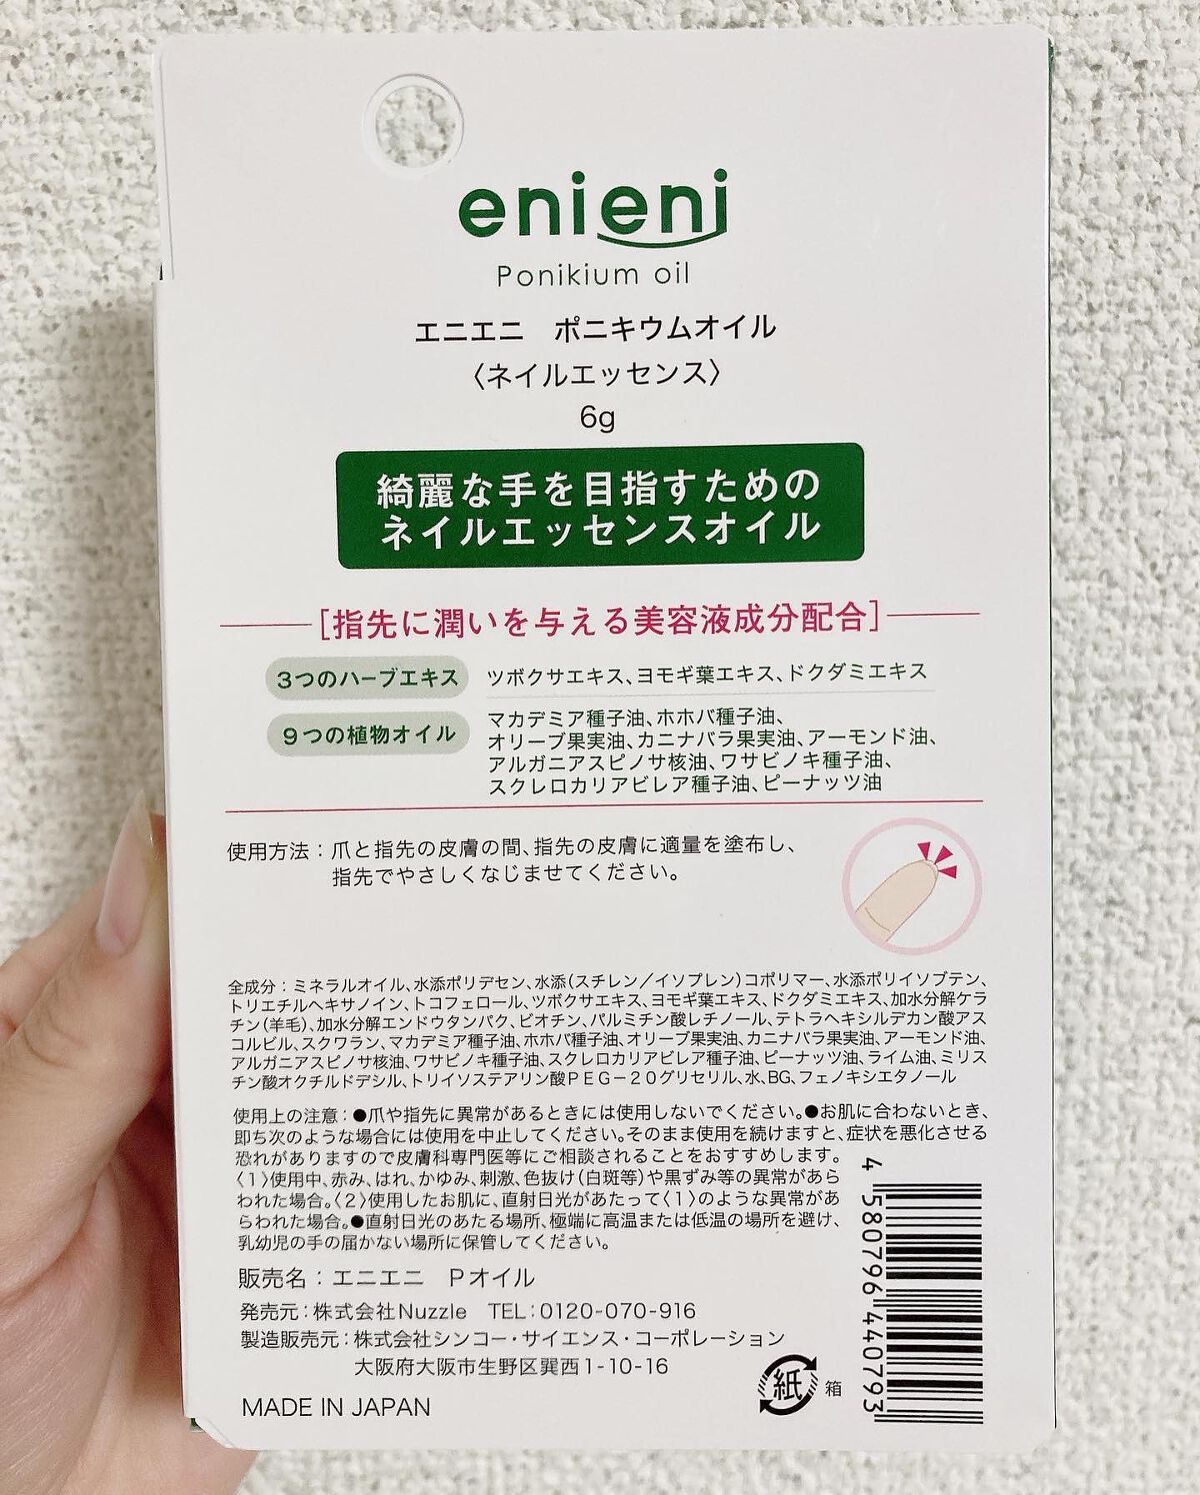 enieni
Ponikium oil
エニエニ　ポニキウムオイル
〈ネイルエッセンス〉
6g
綺麗な手を目指すための
ネイルエッセンスオイル
［指先に潤いを与える美容液成分配合］
3つのハーブエキス
ツボクサエキス、ヨモギ葉エキス、ドクダミエキス
9つの植物オイル
マカデミア種子油、ホホバ種子油、
オリーブ果実油、カニナバラ果実油、アーモンド油、
アルガニアスピノサ核油、ワサビノキ種子油、
スクレロカリアビレア種子油、ピーナッツ油
使用方法：爪と指先の皮膚の間、指先の皮膚に適量を塗布し、
指先でやさしくなじませてください。
全成分：ミネラルオイル、水添ポリデセン、水添（スチレン／イソプレン）コポリマー、水添ポリイソブテン、
トリエチルヘキサノイン、トコフェロール、ツボクサエキス、ヨモギ葉エキス、ドクダミエキス、加水分解ケラ
チン（羊毛）、加水分解エンドウタンパク、ビオチン、パルミチン酸レチノール、テトラヘキシルデカン酸アス
コルビル、スクワラン、マカデミア種子油、ホホバ種子油、オリーブ果実油、カニナバラ果実油、アーモンド油、
アルガニアスピノサ核油、ワサビノキ種子油、スクレロカリアビレア種子油、ピーナッツ油、ライム油、ミリス
チン酸オクチルドデシル、トリイソステアリン酸PEG－20グリセリル、水、BG、フェノキシエタノール
使用上の注意：●爪や指先に異常があるときには使用しないでください。●お肌に合わないとき、
即ち次のような場合には使用を中止してください。そのまま使用を続けますと、症状を悪化させる
恐れがありますので皮膚科専門医等にご相談されることをおすすめします。
〈1〉使用中、赤み、はれ、かゆみ、刺激、色抜け（白斑等）や黒ずみ等の異常があら
われた場合。〈2〉使用したお肌に、直射日光があたって〈1〉のような異常があ
らわれた場合。●直射日光のあたる場所、極端に高温または低温の場所を避け、
乳幼児の手の届かない場所に保管してください。
販売名：エニエニ　Pオイル
発売元：株式会社Nuzzle　TEL：0120-070-916
製造販売元：株式会社シンコー・サイエンス・コーポレーション
大阪府大阪市生野区巽西1-10-16
MADE IN JAPAN
紙
箱
4 580796 440793